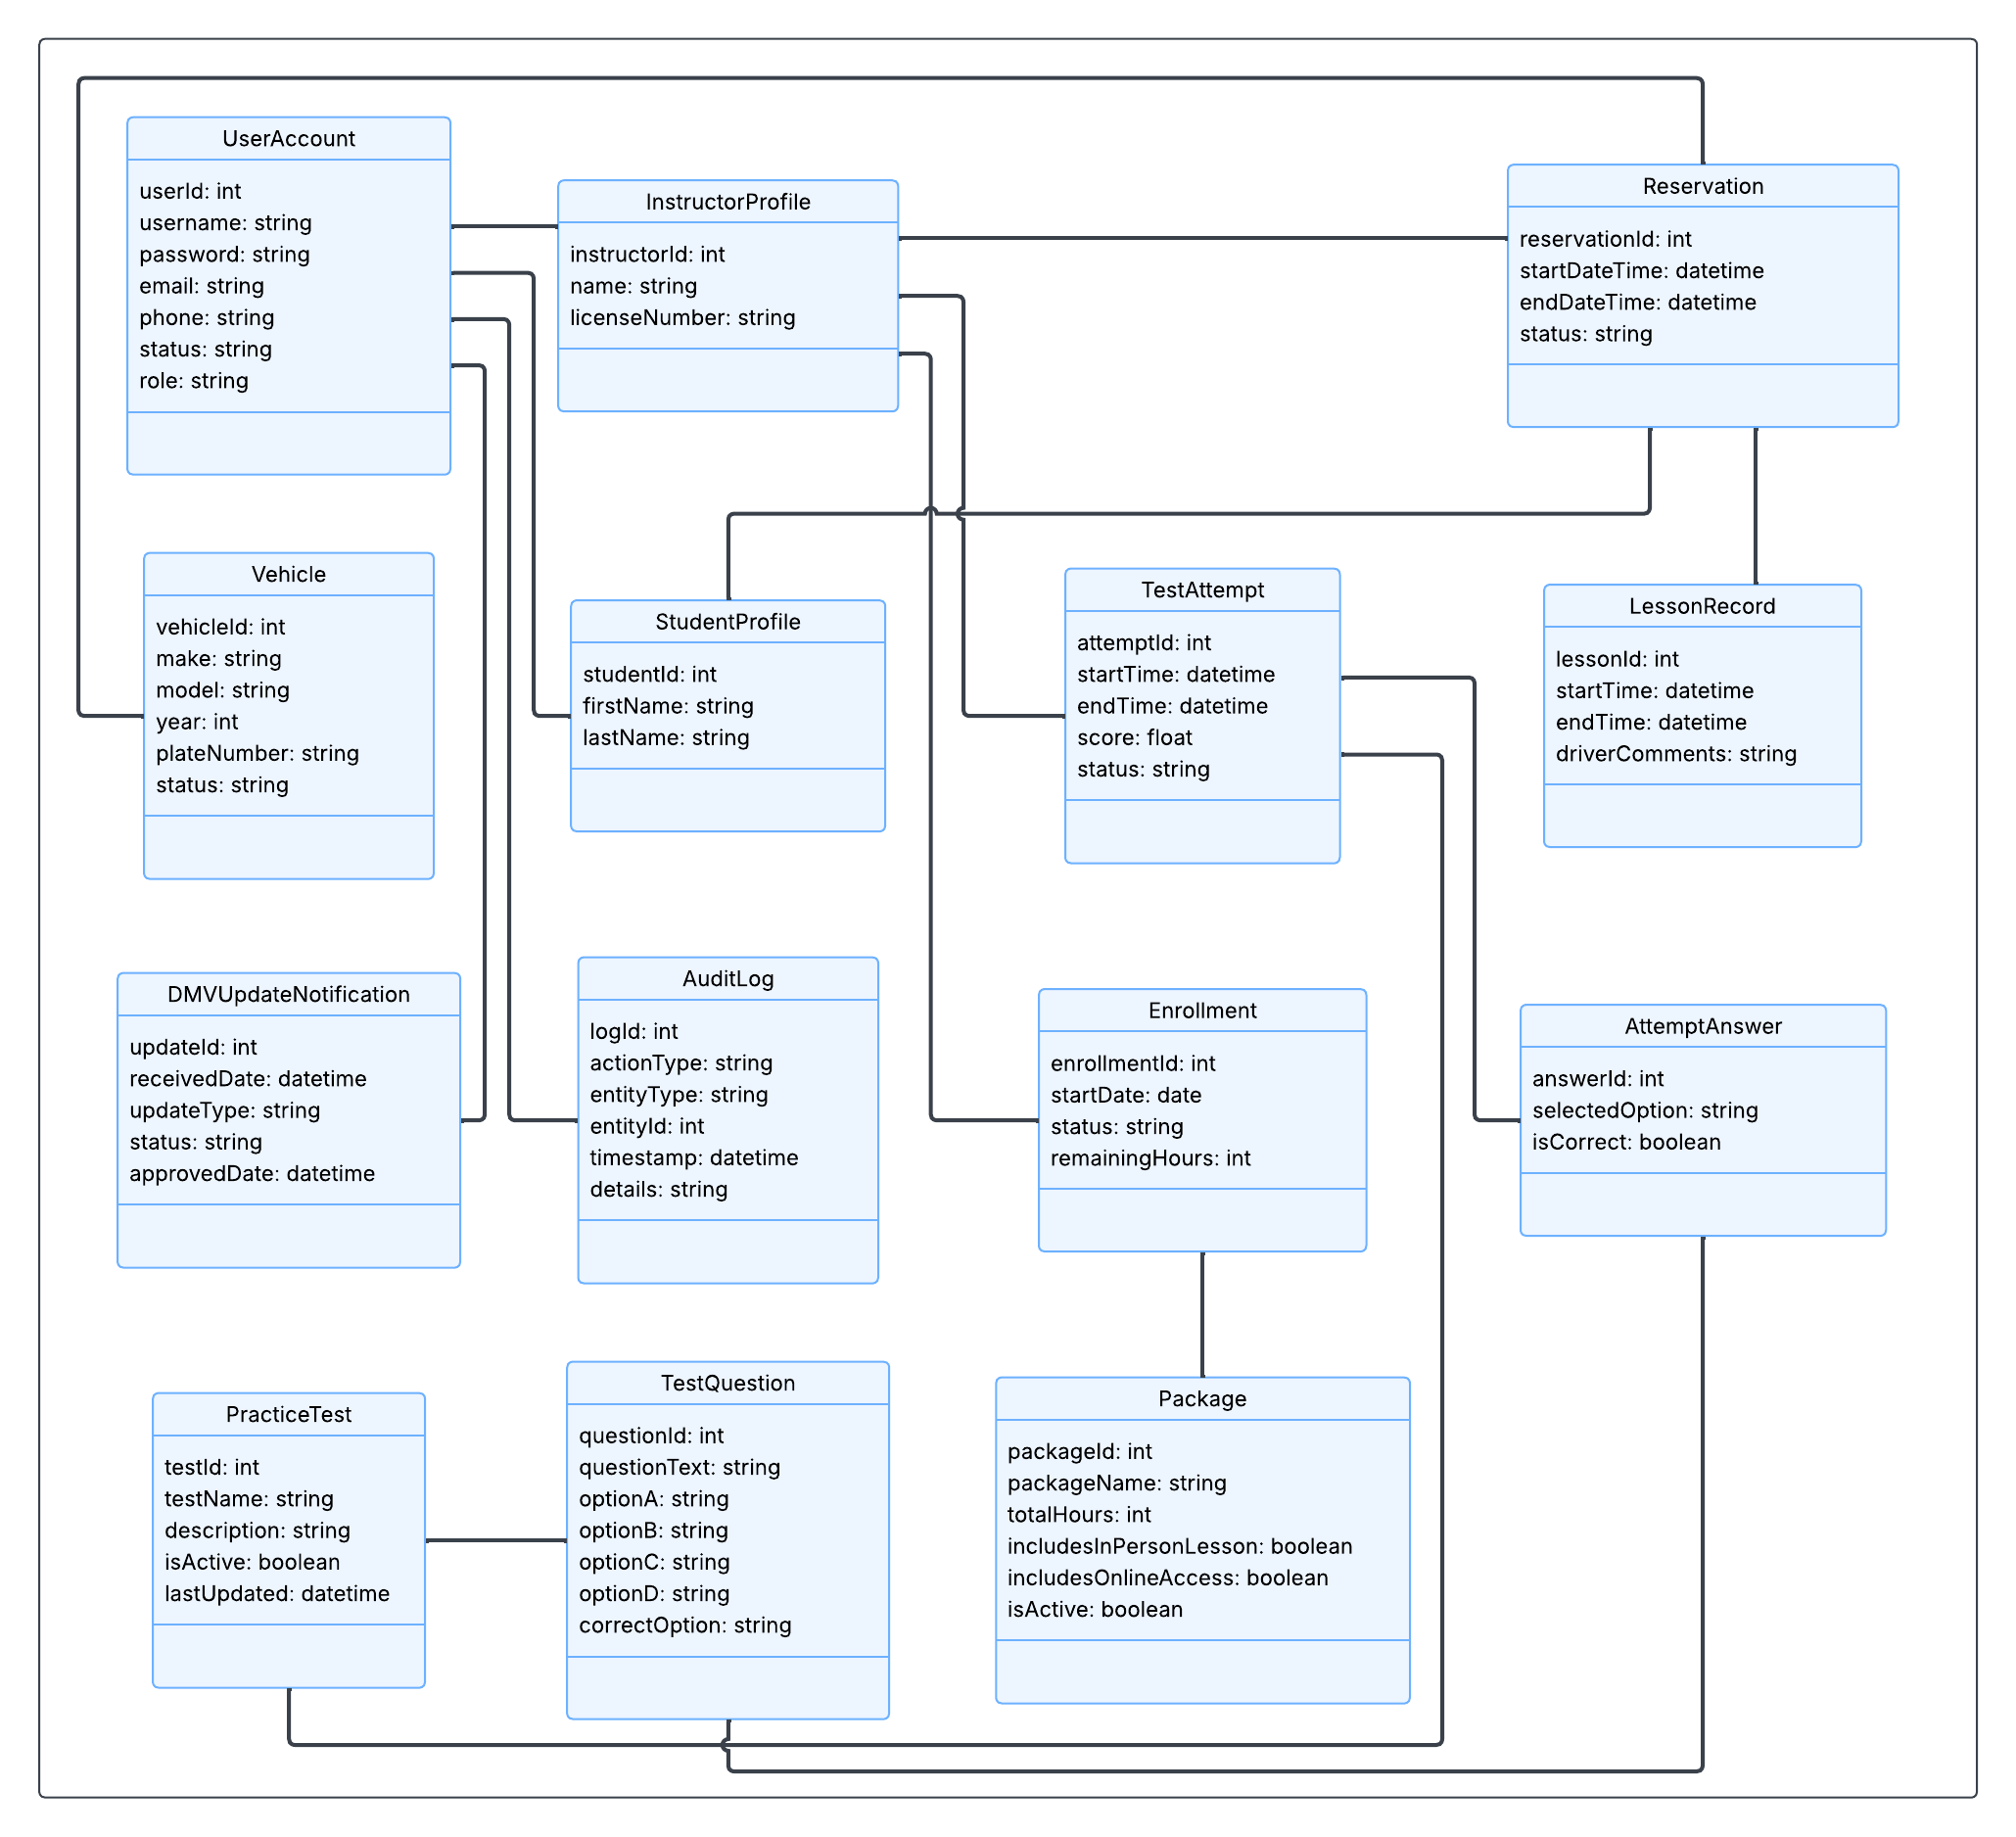 UserAccount
userId: int
username: string
password: string
email: string
phone: string
status: string
role: string
InstructorProfile
instructorId: int
name: string
licenseNumber: string
Reservation
reservationId: int
startDateTime: datetime
endDateTime: datetime
status: string
Vehicle
vehicleId: int
make: string
model: string
year: int
plateNumber: string
status: string
StudentProfile
studentId: int
firstName: string
lastName: string
TestAttempt
attemptId: int
startTime: datetime
endTime: datetime
score: float
status: string
LessonRecord
lessonId: int
startTime: datetime
endTime: datetime
driverComments: string
DMVUpdateNotification
updateId: int
receivedDate: datetime
updateType: string
status: string
approvedDate: datetime
AuditLog
logId: int
actionType: string
entityType: string
entityId: int
timestamp: datetime
details: string
Enrollment
enrollmentId: int
startDate: date
status: string
remainingHours: int
AttemptAnswer
answerId: int
selectedOption: string
isCorrect: boolean
PracticeTest
testId: int
testName: string
description: string
isActive: boolean
lastUpdated: datetime
TestQuestion
questionId: int
questionText: string
optionA: string
optionB: string
optionC: string
optionD: string
correctOption: string
Package
packageId: int
packageName: string
totalHours: int
includesInPersonLesson: boolean
includesOnlineAccess: boolean
isActive: boolean